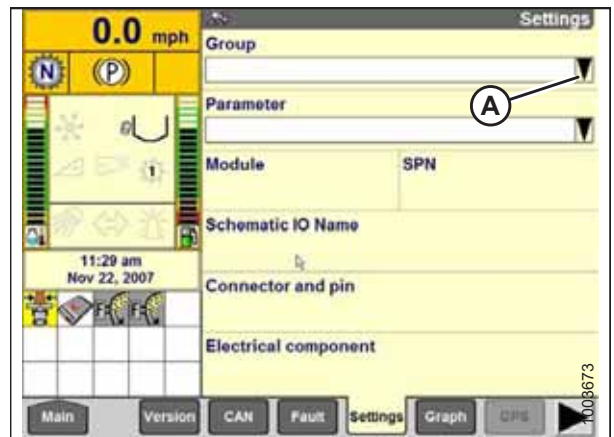 0.0 mph
Settings
N
(P)
Group
A
Parameter
Module
SPN
1
Schematic IO Name
11:29 am
Nov 22, 2007
Connector and pin
F
F
Electrical component
Main
Version
CAN
Fault
Settings
Graph
GPS
1003673